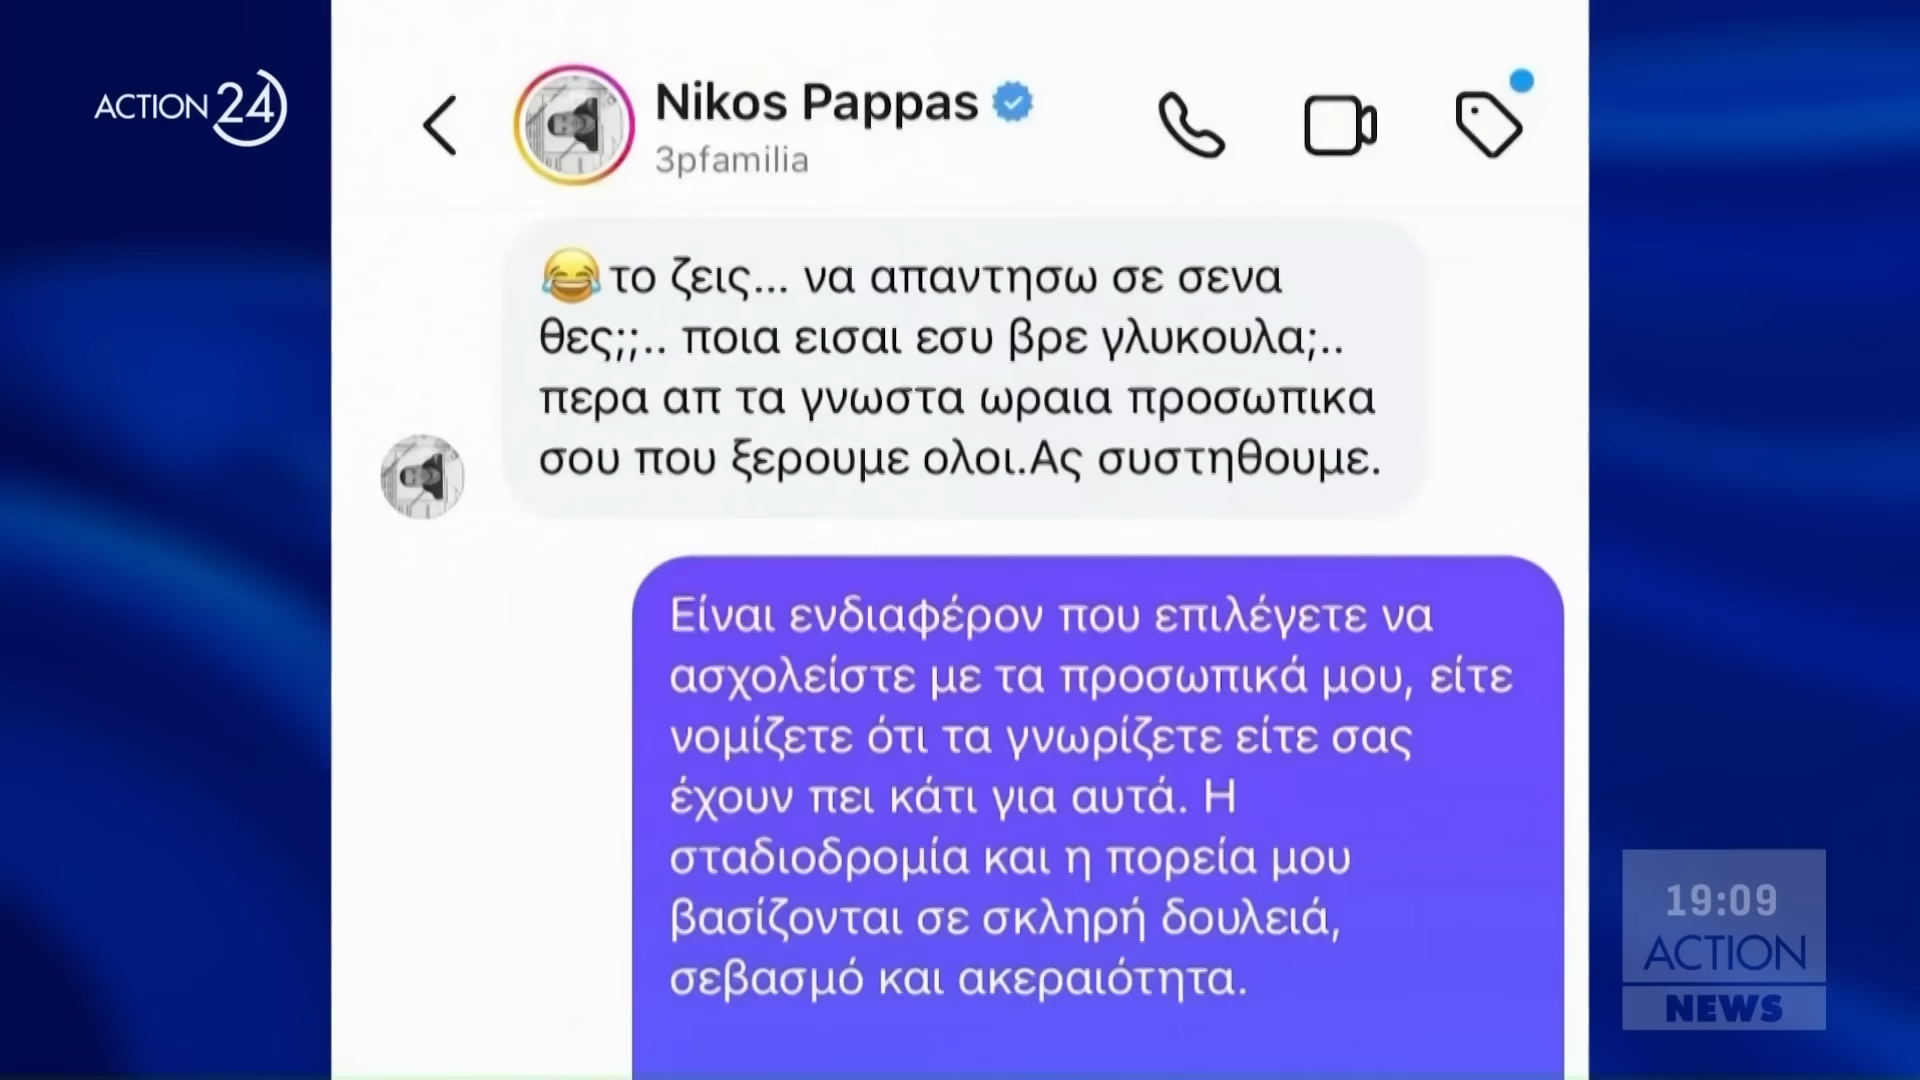 ACTION 24
Nikos Pappas
3pfamilia
😂 το ζεις... να απαντησω σε σενα
θες;;.. ποια εισαι εσυ βρε γλυκουλα;..
περα απ τα γνωστα ωραια προσωπικα
σου που ξερουμε ολοι.Ας συστηθουμε.
Είναι ενδιαφέρον που επιλέγετε να
ασχολείστε με τα προσωπικά μου, είτε
νομίζετε ότι τα γνωρίζετε είτε σας
έχουν πει κάτι για αυτά. Η
σταδιοδρομία και η πορεία μου
βασίζονται σε σκληρή δουλειά,
σεβασμό και ακεραιότητα.
19:09
ACTION
NEWS